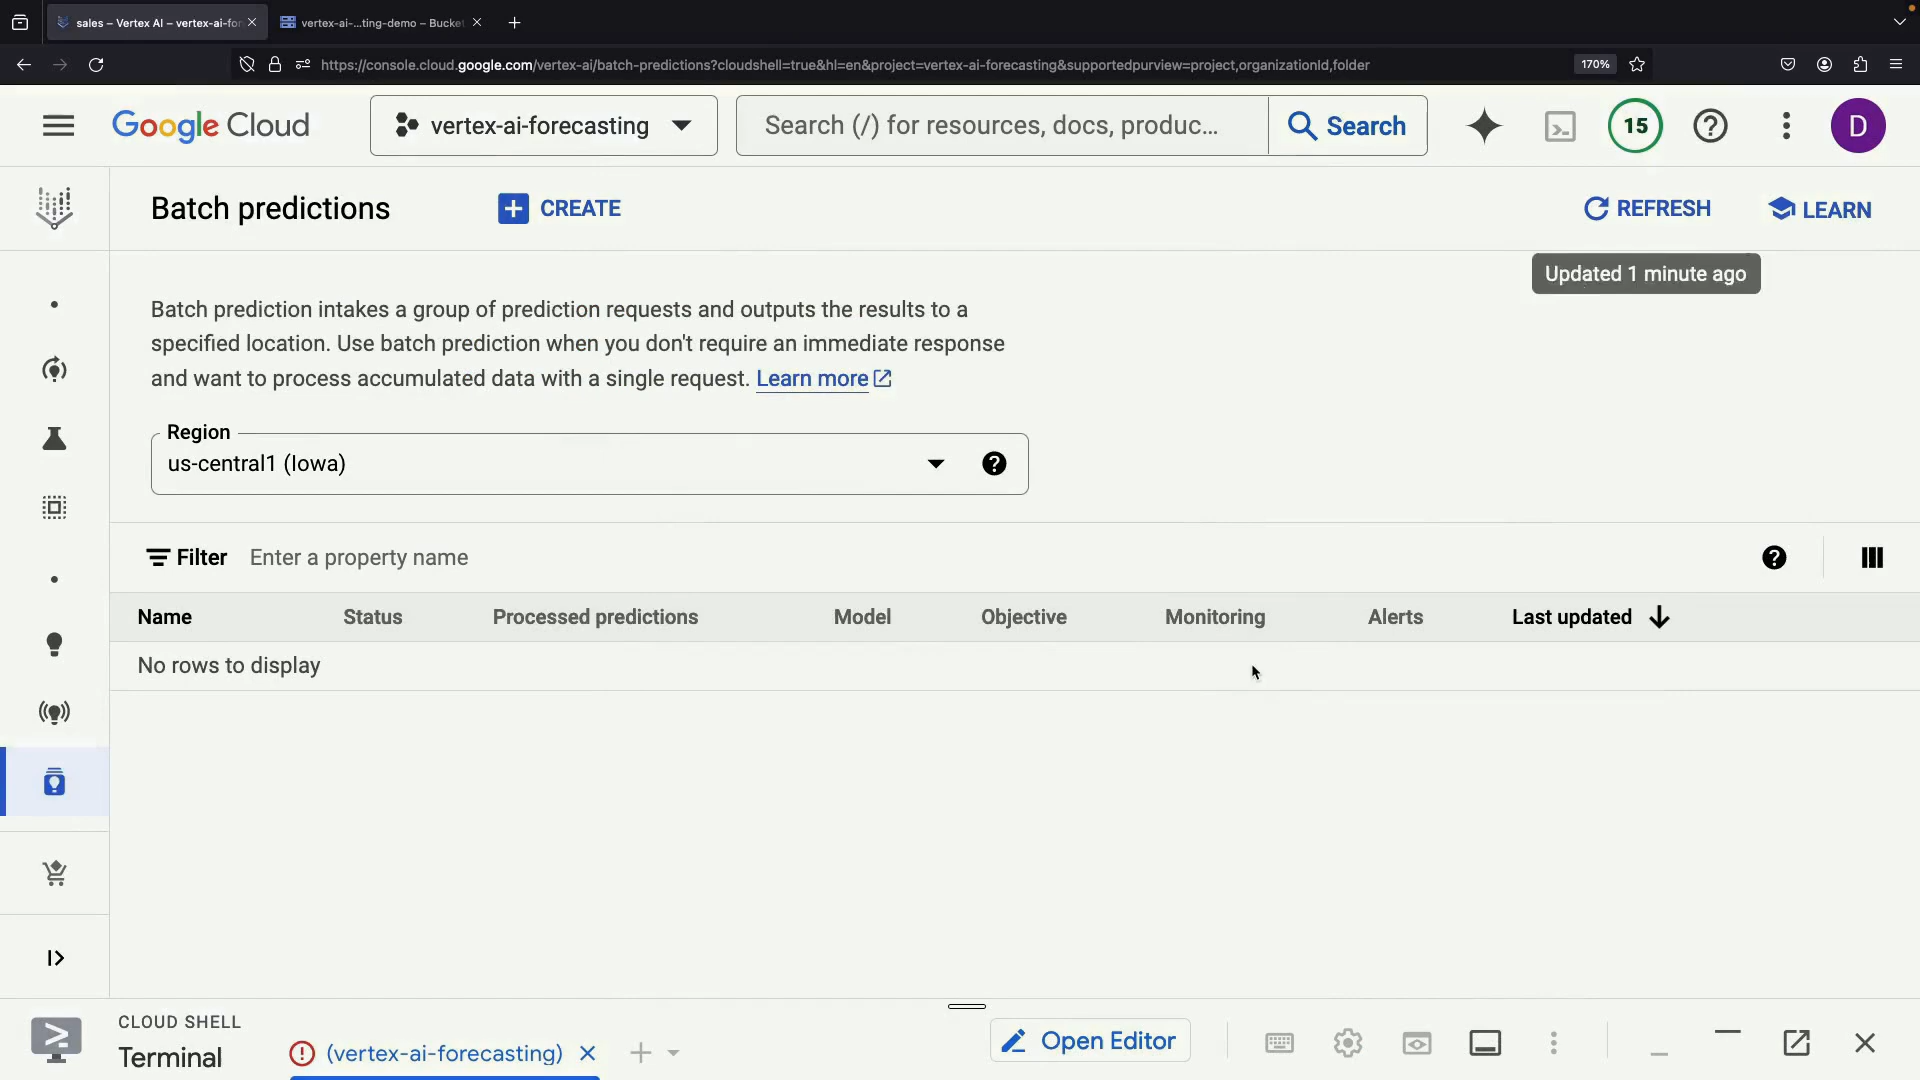 sales – Vertex AI – vertex-ai-for
vertex-ai-...ting-demo – Bucket
https://console.cloud.google.com/vertex-ai/batch-predictions?cloudshell=true&hl=en&project=vertex-ai-forecasting&supportedpurview=project,organizationId,folder
170%
Google Cloud
vertex-ai-forecasting
Search (/) for resources, docs, produc...
Search
15
D
Batch predictions
CREATE
REFRESH
LEARN
Updated 1 minute ago
Batch prediction intakes a group of prediction requests and outputs the results to a
specified location. Use batch prediction when you don't require an immediate response
and want to process accumulated data with a single request. Learn more
Region
us-central1 (Iowa)
Filter Enter a property name
Name Status Processed predictions Model Objective Monitoring Alerts Last updated
No rows to display
CLOUD SHELL
Terminal
(vertex-ai-forecasting)
Open Editor